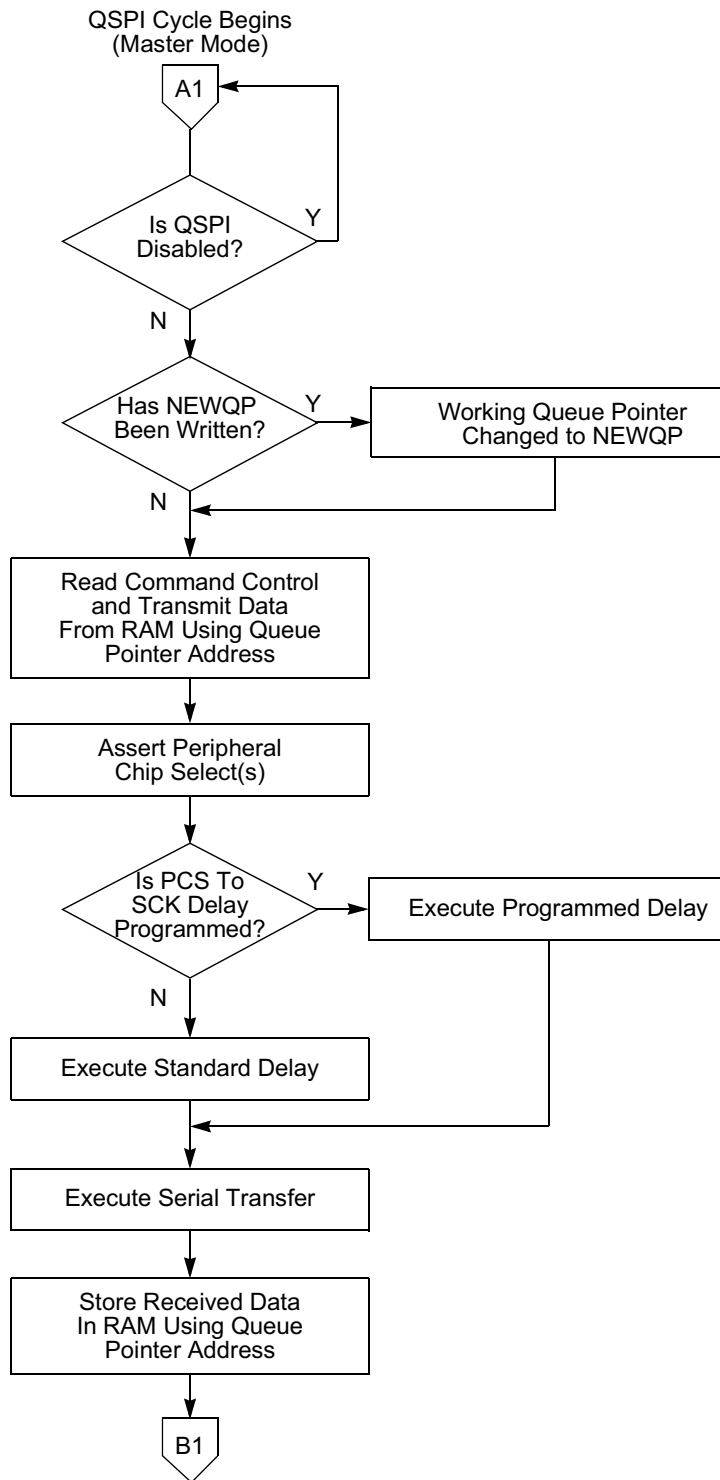 QSPI Cycle Begins
(Master Mode)
A1
Is QSPI
Disabled?
Y
N
Has NEWQP
Been Written?
Y
Working Queue Pointer
Changed to NEWQP
N
Read Command Control
and Transmit Data
From RAM Using Queue
Pointer Address
Assert Peripheral
Chip Select(s)
Is PCS To
SCK Delay
Programmed?
Y
Execute Programmed Delay
N
Execute Standard Delay
Execute Serial Transfer
Store Received Data
In RAM Using Queue
Pointer Address
B1